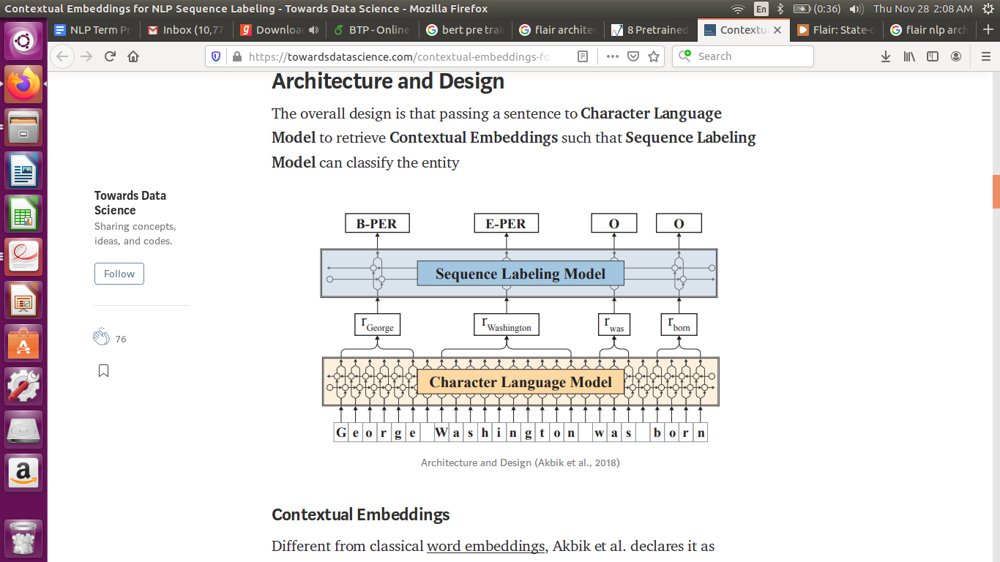 Contextual Embeddings for NLP Sequence Labeling - Towards Data Science - Mozilla Firefox
En
(0:36)
Thu Nov 28 2:08 AM
NLP Term Pr
Inbox (10,77
Downloa
BTP - Online
bert pre trai
flair archite
8 Pretrained
Contextu
Flair: State-o
flair nlp arch
https://towardsdatascience.com/contextual-embeddings-fo
Search
Architecture and Design
The overall design is that passing a sentence to Character Language
Model to retrieve Contextual Embeddings such that Sequence Labeling
Model can classify the entity
Towards Data
Science
Sharing concepts,
ideas, and codes.
Follow
76
B-PER E-PER O O
Sequence Labeling Model
r George r Washington r was r born
Character Language Model
G e o r g e W a s h i n g t o n w a s b o r n
Architecture and Design (Akbik et al., 2018)
Contextual Embeddings
Different from classical word embeddings, Akbik et al. declares it as